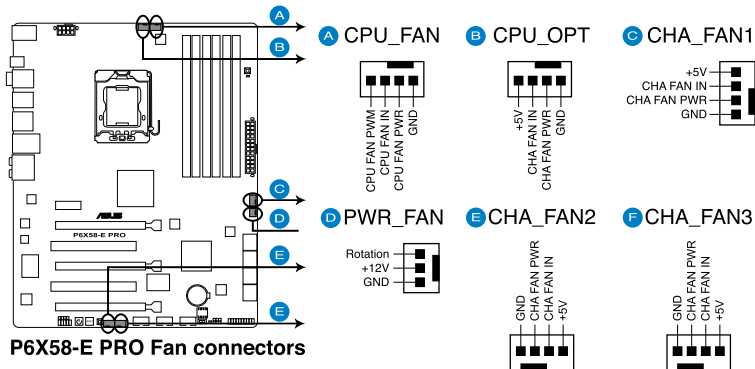 A
B
C
D
E
E
ASUS
P6X58-E PRO
P6X58-E PRO Fan connectors
A CPU_FAN
CPU FAN PWM
CPU FAN IN
CPU FAN PWR
GND
B CPU_OPT
+5V
CHA FAN IN
CHA FAN PWR
GND
C CHA_FAN1
+5V
CHA FAN IN
CHA FAN PWR
GND
D PWR_FAN
Rotation
+12V
GND
E CHA_FAN2
GND
CHA FAN PWR
CHA FAN IN
+5V
F CHA_FAN3
GND
CHA FAN PWR
CHA FAN IN
+5V